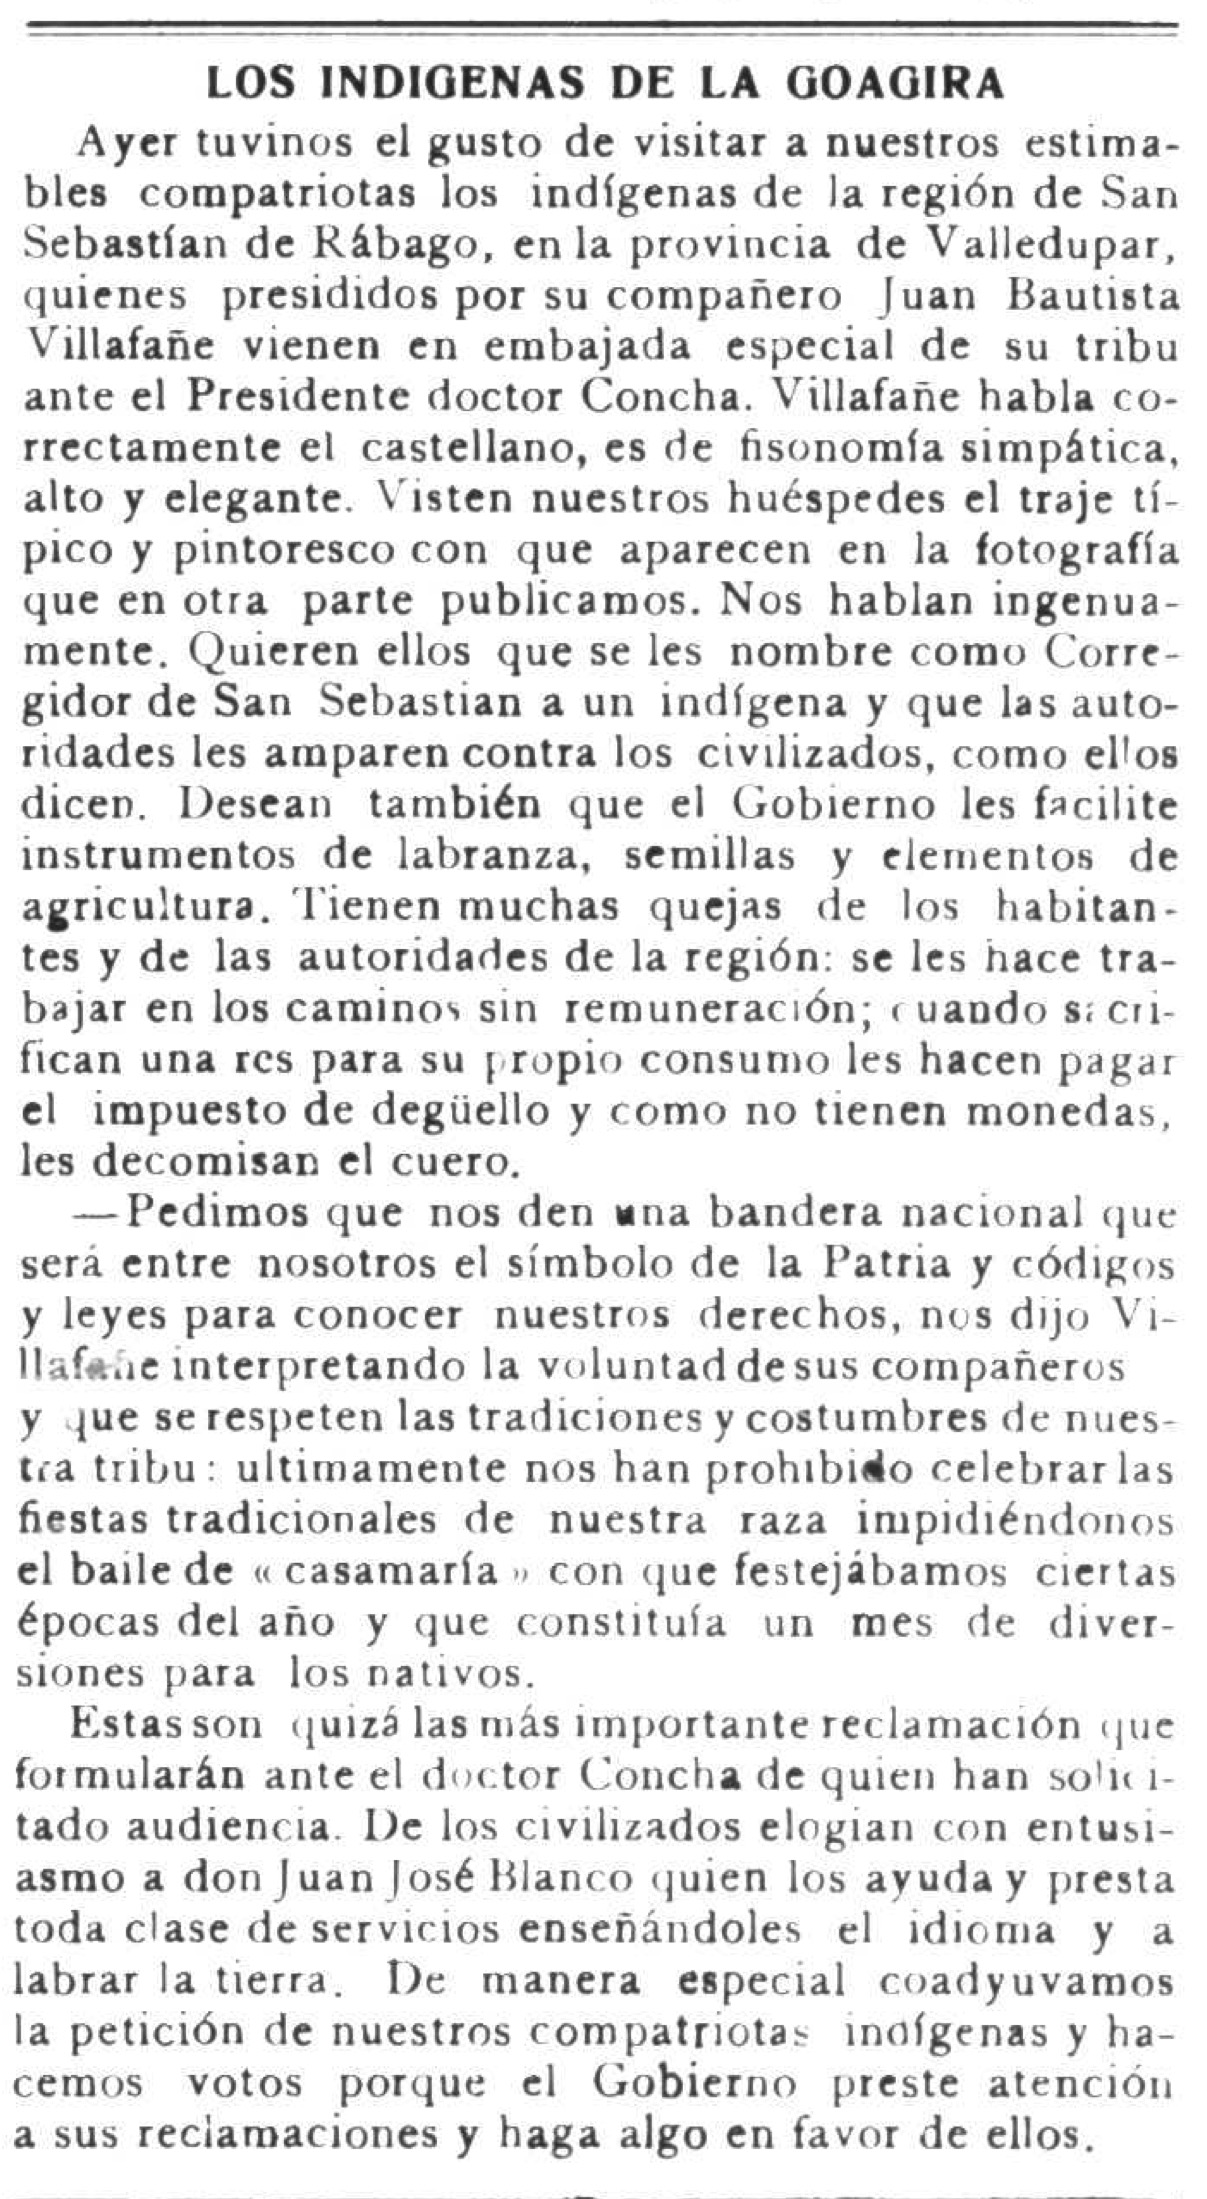 LOS INDIGENAS DE LA GOAGIRA
Ayer tuvinos el gusto de visitar a nuestros estima-
bles compatriotas los indígenas de la región de San
Sebastían de Rábago, en la provincia de Valledupar,
quienes presididos por su compañero Juan Bautista
Villafañe vienen en embajada especial de su tribu
ante el Presidente doctor Concha. Villafañe habla co-
rrectamente el castellano, es de fisonomía simpática,
alto y elegante. Visten nuestros huéspedes el traje tí-
pico y pintoresco con que aparecen en la fotografía
que en otra parte publicamos. Nos hablan ingenua-
mente. Quieren ellos que se les nombre como Corre-
gidor de San Sebastian a un indígena y que las auto-
ridades les amparen contra los civilizados, como ellos
dicen. Desean también que el Gobierno les facilite
instrumentos de labranza, semillas y elementos de
agricultura. Tienen muchas quejas de los habitan-
tes y de las autoridades de la región: se les hace tra-
bajar en los caminos sin remuneración; cuando sacri-
fican una res para su propio consumo les hacen pagar
el impuesto de degüello y como no tienen monedas,
les decomisan el cuero.
—Pedimos que nos den una bandera nacional que
será entre nosotros el símbolo de la Patria y códigos
y leyes para conocer nuestros derechos, nos dijo Vi-
llafañe interpretando la voluntad de sus compañeros
y que se respeten las tradiciones y costumbres de nues-
tra tribu: ultimamente nos han prohibido celebrar las
fiestas tradicionales de nuestra raza impidiéndonos
el baile de « casamaría » con que festejábamos ciertas
épocas del año y que constituía un mes de diver-
siones para los nativos.
Estas son quizá las más importante reclamación que
formularán ante el doctor Concha de quien han solici-
tado audiencia. De los civilizados elogian con entusi-
asmo a don Juan José Blanco quien los ayuda y presta
toda clase de servicios enseñándoles el idioma y a
labrar la tierra. De manera especial coadyuvamos
la petición de nuestros compatriotas indígenas y ha-
cemos votos porque el Gobierno preste atención
a sus reclamaciones y haga algo en favor de ellos.